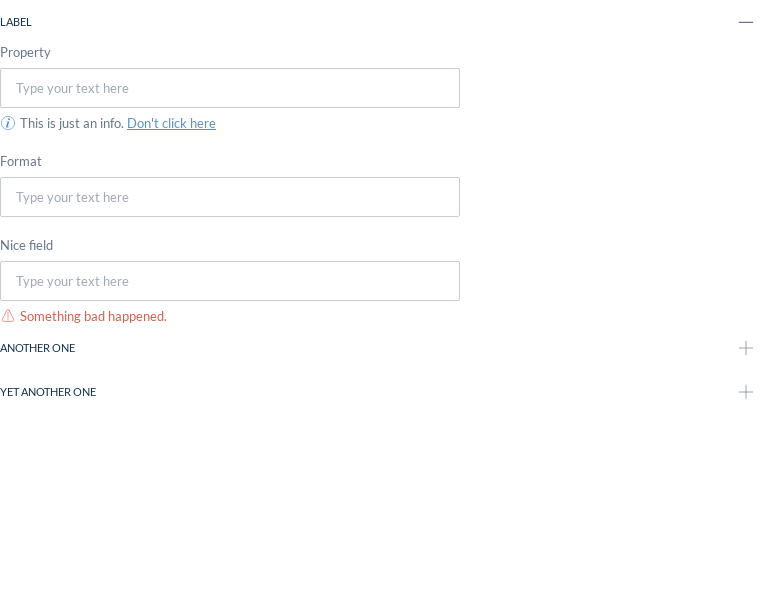 LABEL
Property
Type your text here
This is just an info. Don't click here
Format
Type your text here
Nice field
Type your text here
Something bad happened.
ANOTHER ONE
YET ANOTHER ONE